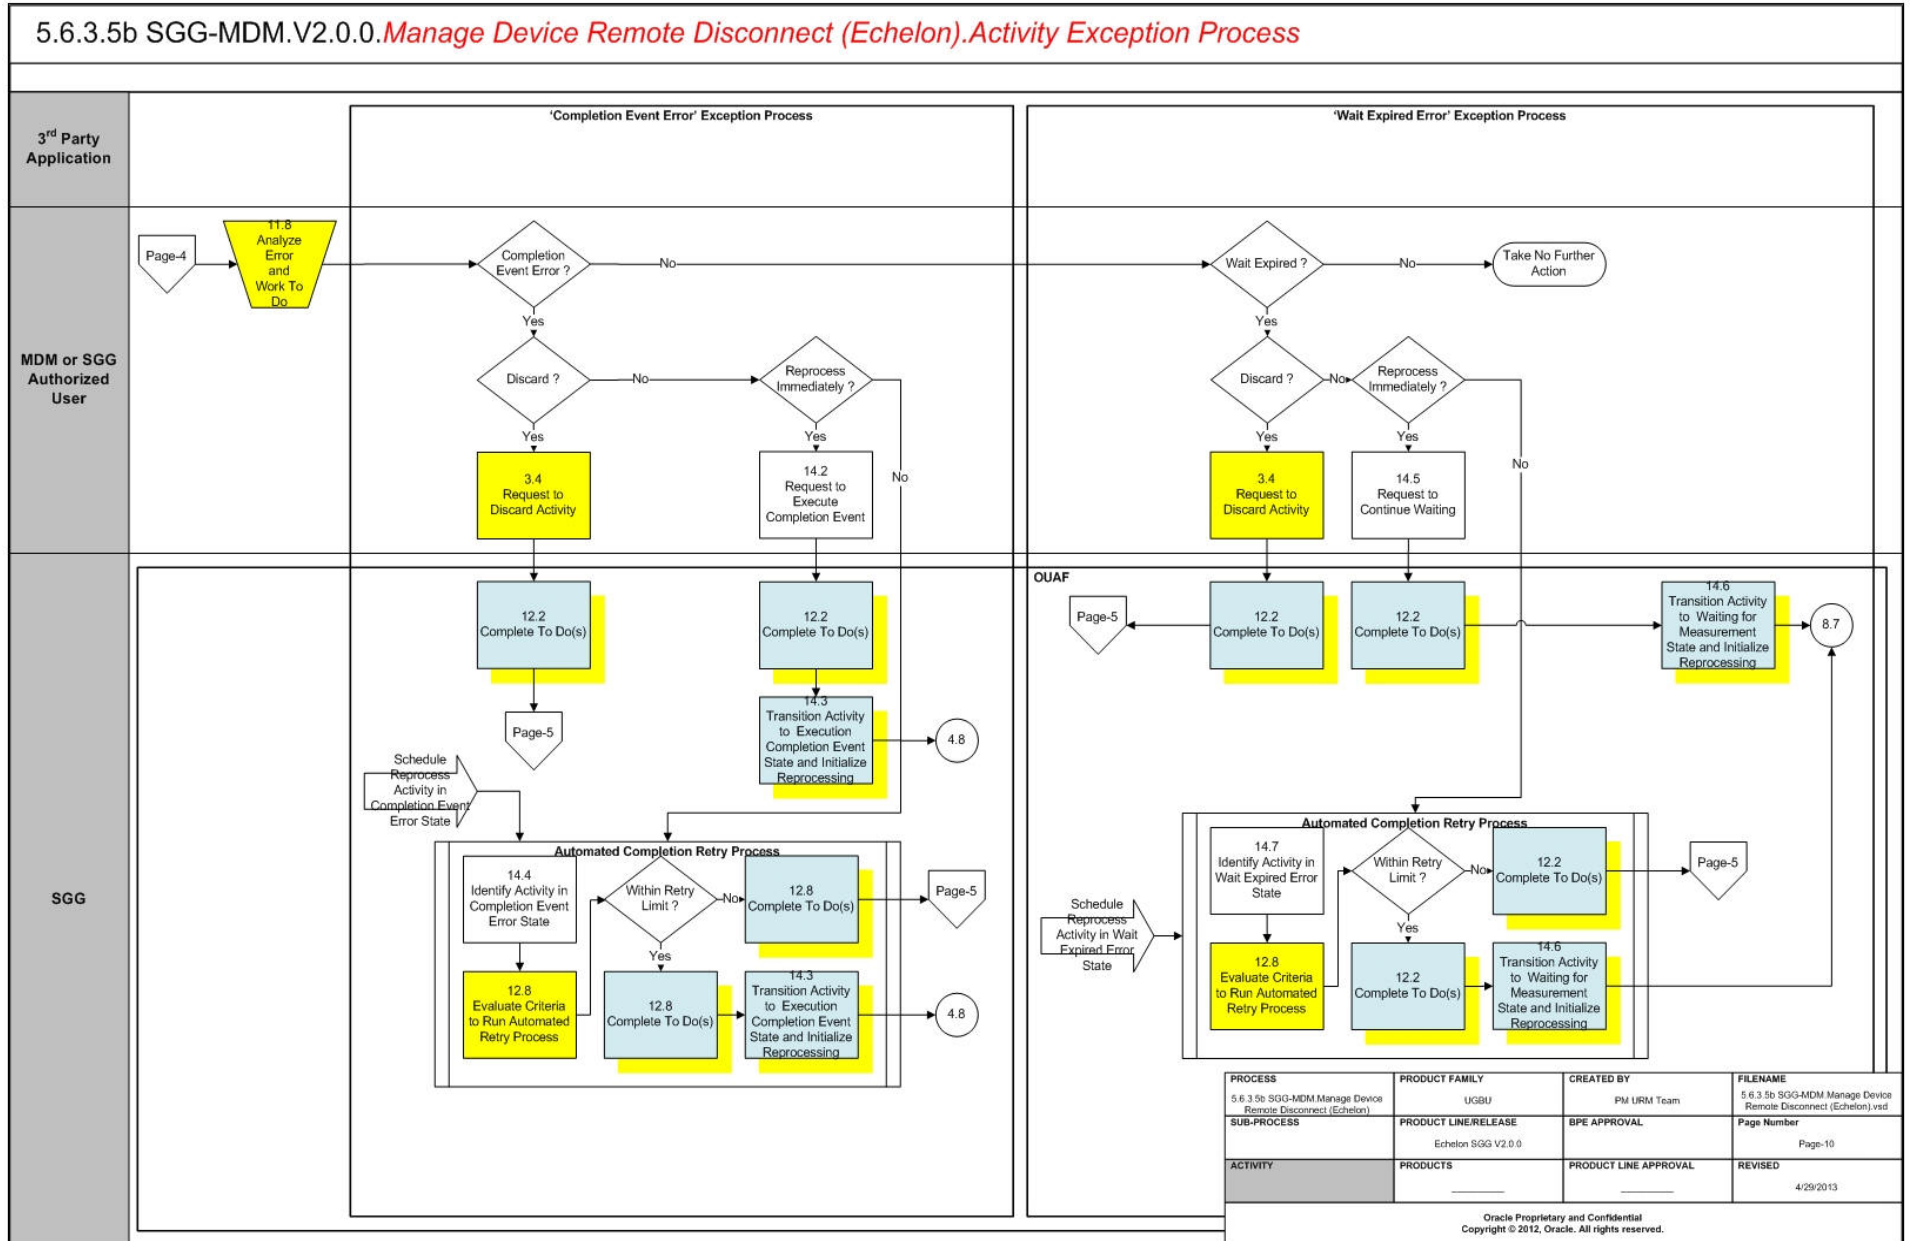 5.6.3.5b SGG-MDM.V2.0.0.Manage Device Remote Disconnect (Echelon).Activity Exception Process
3rd Party
Application
'Completion Event Error' Exception Process
'Wait Expired Error' Exception Process
MDM or SGG
Authorized
User
Page-4
11.8
Analyze
Error
and
Work To
Do
Completion
Event Error ?
No
Wait Expired ?
No
Take No Further
Action
Yes
Yes
Discard ?
No
Reprocess
Immediately ?
Discard ?
No
Reprocess
Immediately ?
Yes
Yes
Yes
Yes
3.4
Request to
Discard Activity
14.2
Request to
Execute
Completion Event
No
3.4
Request to
Discard Activity
14.5
Request to
Continue Waiting
No
SGG
OUAF
12.2
Complete To Do(s)
12.2
Complete To Do(s)
Page-5
12.2
Complete To Do(s)
12.2
Complete To Do(s)
14.6
Transition Activity
to Waiting for
Measurement
State and Initialize
Reprocessing
8.7
Page-5
14.3
Transition Activity
to Execution
Completion Event
State and Initialize
Reprocessing
4.8
Schedule
Reprocess
Activity in
Completion Event
Error State
Automated Completion Retry Process
14.4
Identify Activity in
Completion Event
Error State
Within Retry
Limit ?
No
12.8
Complete To Do(s)
Page-5
Yes
12.8
Evaluate Criteria
to Run Automated
Retry Process
12.8
Complete To Do(s)
14.3
Transition Activity
to Execution
Completion Event
State and Initialize
Reprocessing
4.8
Schedule
Reprocess
Activity in Wait
Expired Error
State
Automated Completion Retry Process
14.7
Identify Activity in
Wait Expired Error
State
Within Retry
Limit ?
No
12.2
Complete To Do(s)
Page-5
Yes
12.8
Evaluate Criteria
to Run Automated
Retry Process
12.2
Complete To Do(s)
14.6
Transition Activity
to Waiting for
Measurement
State and Initialize
Reprocessing
PROCESS
5.6.3.5b SGG-MDM.Manage Device
Remote Disconnect (Echelon)
PRODUCT FAMILY
UGBU
CREATED BY
PM URM Team
FILENAME
5.6.3.5b SGG-MDM.Manage Device
Remote Disconnect (Echelon).vsd
SUB-PROCESS
PRODUCT LINE/RELEASE
Echelon SGG V2.0.0
BPE APPROVAL
Page Number
Page-10
ACTIVITY
PRODUCTS
PRODUCT LINE APPROVAL
REVISED
4/29/2013
Oracle Proprietary and Confidential
Copyright © 2012, Oracle. All rights reserved.